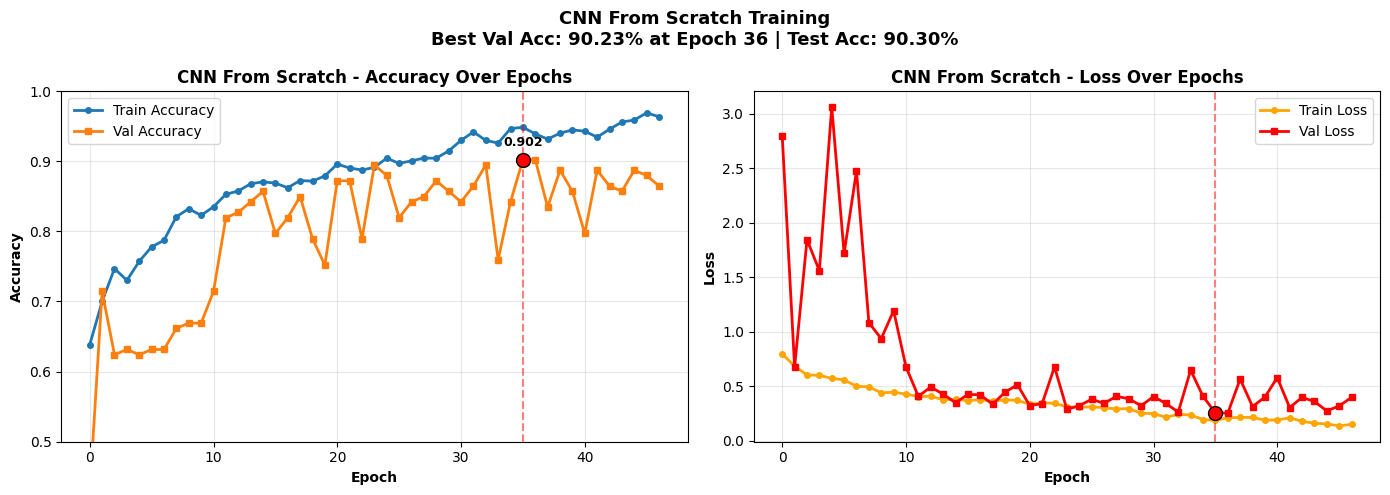 CNN From Scratch Training
Best Val Acc: 90.23% at Epoch 36 | Test Acc: 90.30%
CNN From Scratch - Accuracy Over Epochs
Train Accuracy
Val Accuracy
0.902
1.0
0.9
0.8
0.7
0.6
0.5
Accuracy
0
10
20
30
40
Epoch
CNN From Scratch - Loss Over Epochs
Train Loss
Val Loss
3.0
2.5
2.0
1.5
1.0
0.5
0.0
Loss
0
10
20
30
40
Epoch